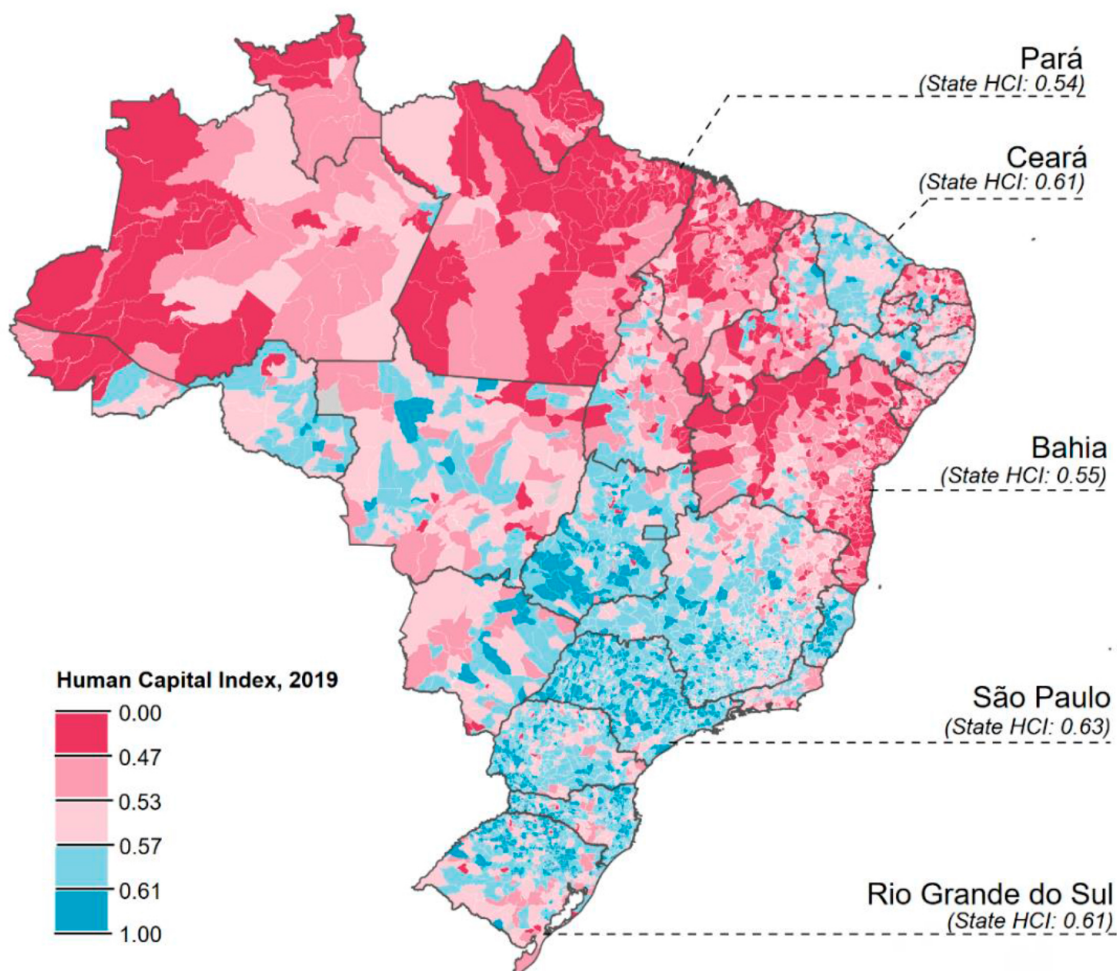 Pará
(State HCI: 0.54)
Ceará
(State HCI: 0.61)
Bahia
(State HCI: 0.55)
Human Capital Index, 2019
0.00
0.47
0.53
0.57
0.61
1.00
São Paulo
(State HCI: 0.63)
Rio Grande do Sul
(State HCI: 0.61)